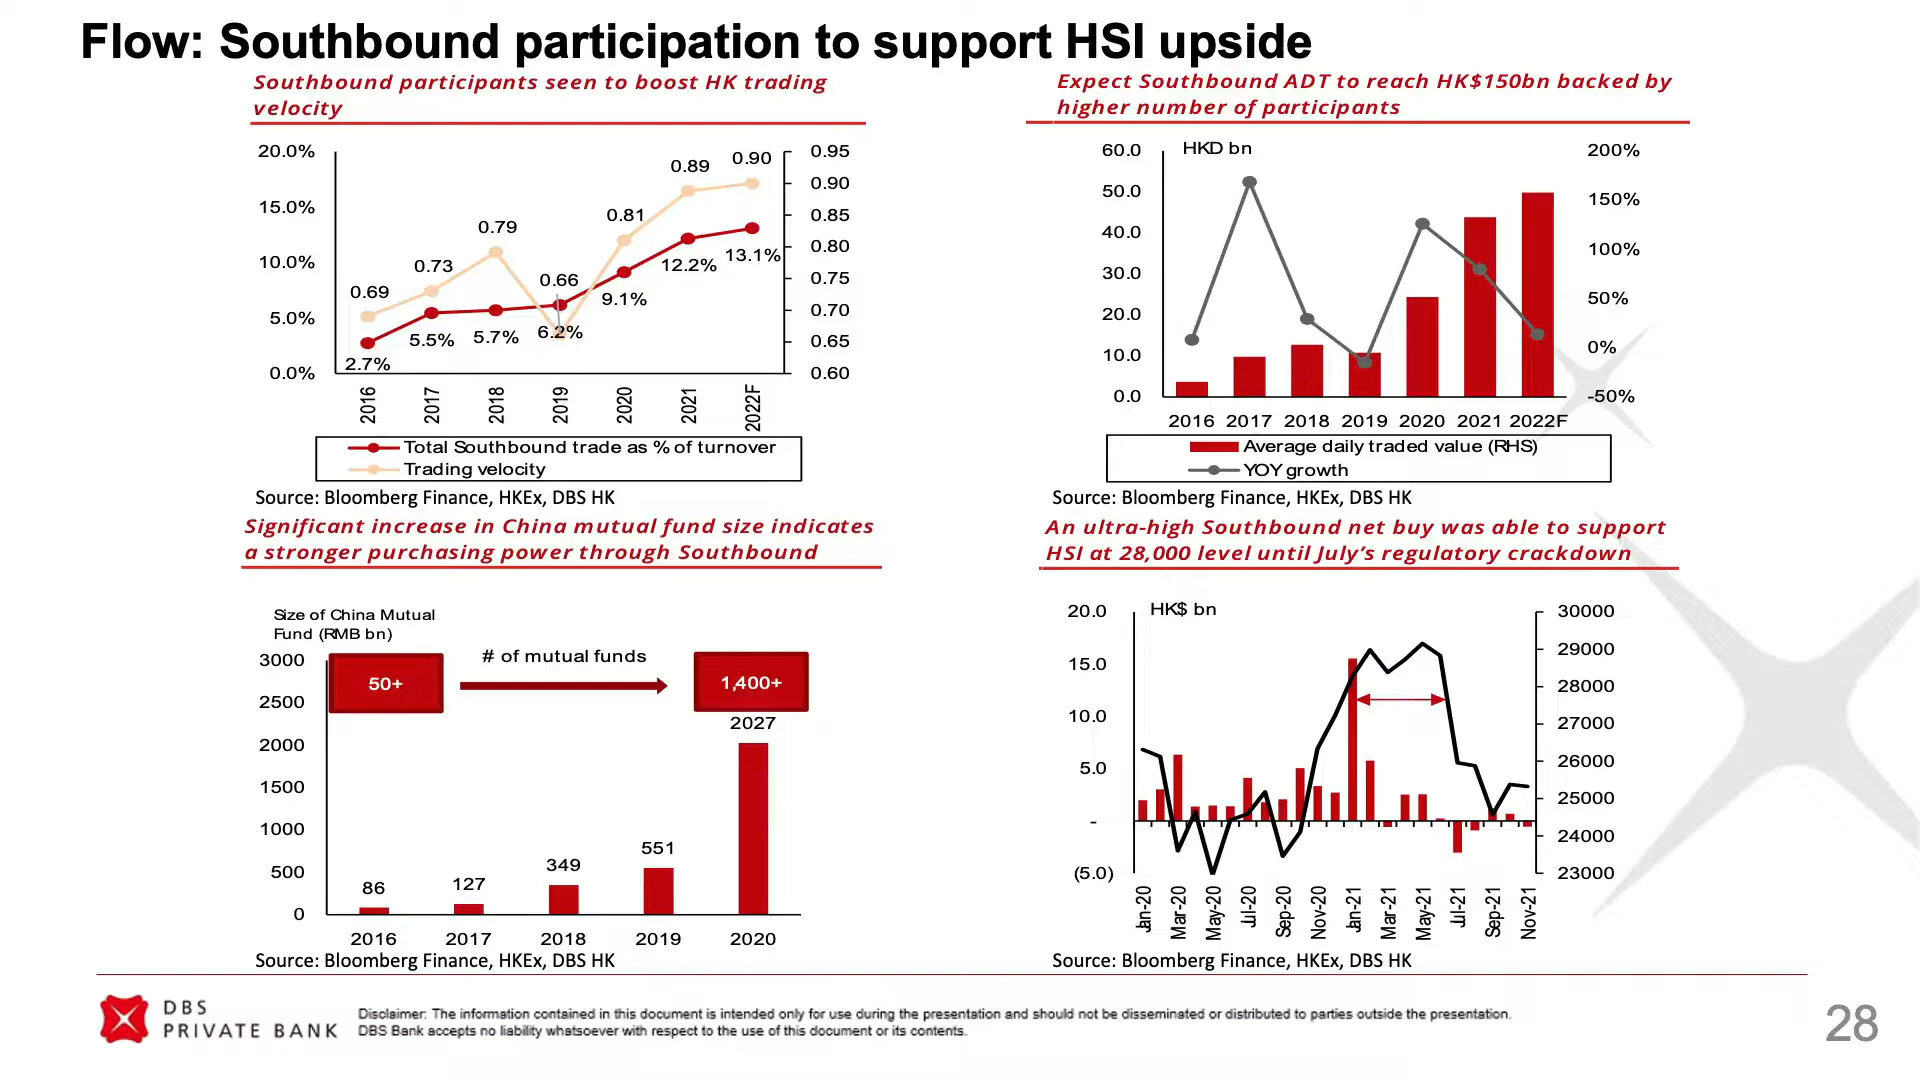 Flow: Southbound participation to support HSI upside
Southbound participants seen to boost HK trading
velocity
20.0%
15.0%
10.0%
5.0%
0.0%
0.95
0.90
0.85
0.80
0.75
0.70
0.65
0.60
0.69
0.73
0.79
0.66
0.81
0.89
0.90
2.7%
5.5%
5.7%
6.2%
9.1%
12.2%
13.1%
2016
2017
2018
2019
2020
2021
2022F
Total Southbound trade as % of turnover
Trading velocity
Source: Bloomberg Finance, HKEx, DBS HK
Expect Southbound ADT to reach HK$150bn backed by
higher number of participants
HKD bn
60.0
50.0
40.0
30.0
20.0
10.0
0.0
200%
150%
100%
50%
0%
-50%
2016 2017 2018 2019 2020 2021 2022F
Average daily traded value (RHS)
YOY growth
Source: Bloomberg Finance, HKEx, DBS HK
Significant increase in China mutual fund size indicates
a stronger purchasing power through Southbound
Size of China Mutual
Fund (RMB bn)
3000
2500
2000
1500
1000
500
0
50+
# of mutual funds
1,400+
86
127
349
551
2027
2016 2017 2018 2019 2020
Source: Bloomberg Finance, HKEx, DBS HK
An ultra-high Southbound net buy was able to support
HSI at 28,000 level until July’s regulatory crackdown
HK$ bn
20.0
15.0
10.0
5.0
-
(5.0)
30000
29000
28000
27000
26000
25000
24000
23000
Jan-20
Mar-20
May-20
Jul-20
Sep-20
Nov-20
Jan-21
Mar-21
May-21
Jul-21
Sep-21
Nov-21
Source: Bloomberg Finance, HKEx, DBS HK
DBS
PRIVATE BANK
Disclaimer: The information contained in this document is intended only for use during the presentation and should not be disseminated or distributed to parties outside the presentation.
DBS Bank accepts no liability whatsoever with respect to the use of this document or its contents.
28